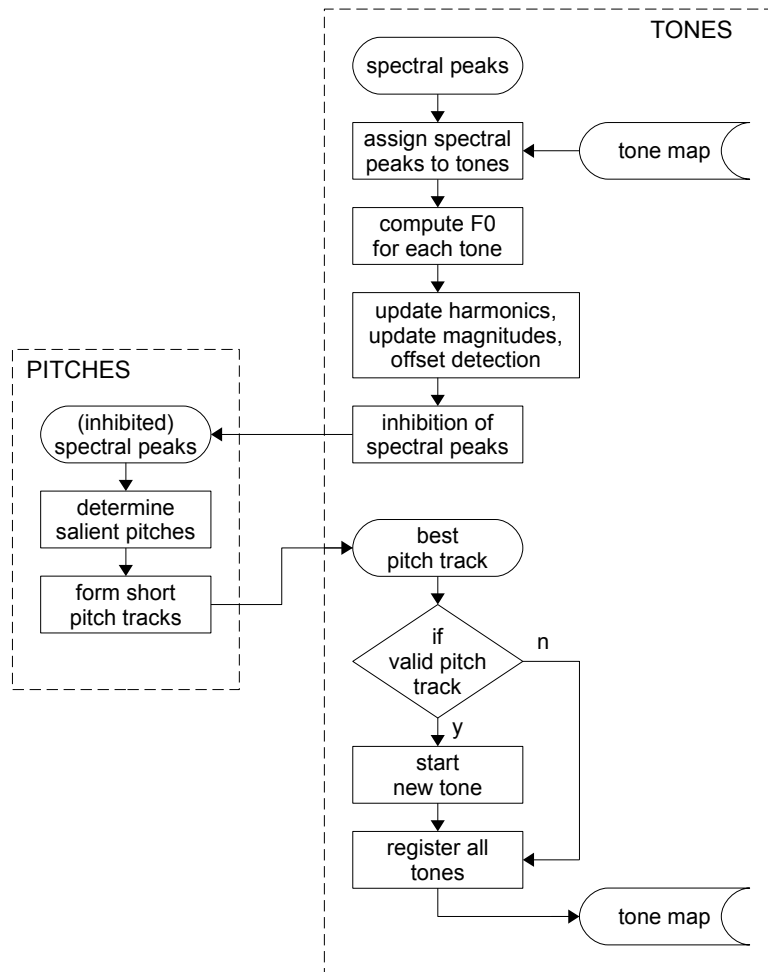 TONES
spectral peaks
assign spectral
peaks to tones
tone map
compute F0
for each tone
update harmonics,
update magnitudes,
offset detection
inhibition of
spectral peaks
PITCHES
(inhibited)
spectral peaks
determine
salient pitches
form short
pitch tracks
best
pitch track
if
valid pitch
track
n
y
start
new tone
register all
tones
tone map